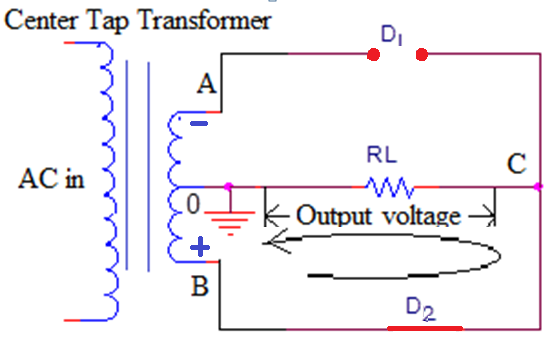 Center Tap Transformer
D1
A
-
RL
C
AC in
0
Output voltage
+
B
D2